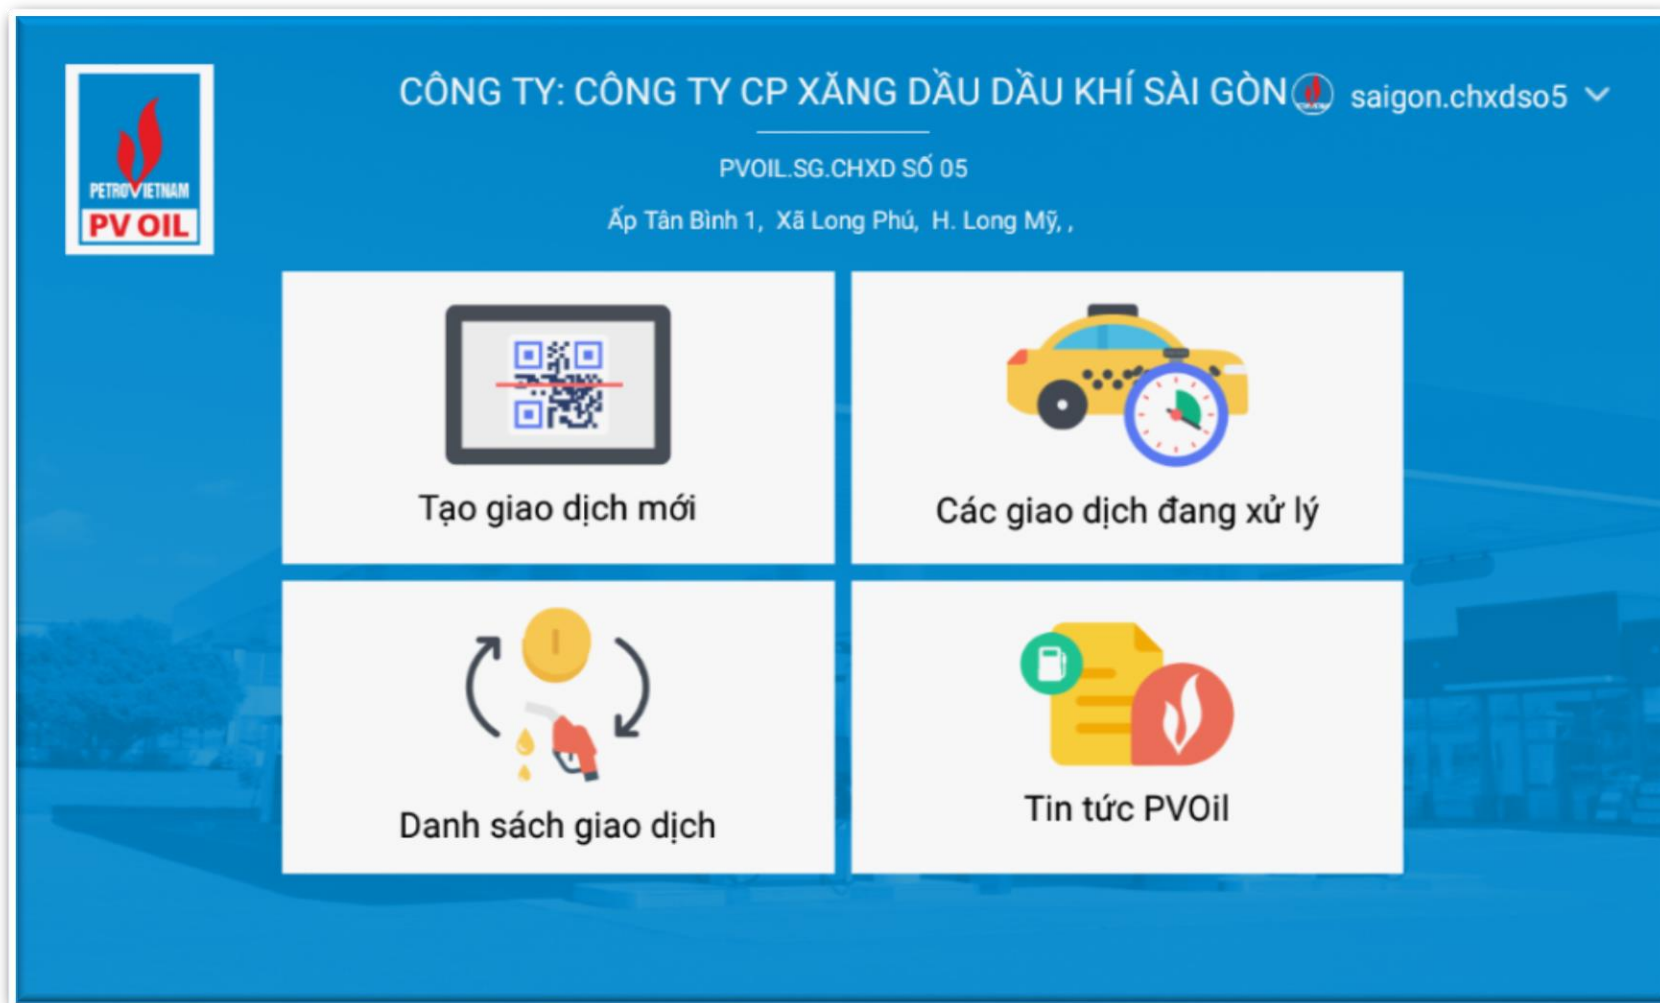 CÔNG TY: CÔNG TY CP XĂNG DẦU DẦU KHÍ SÀI GÒN
saigon.chxdso5
PETROVIETNAM
PV OIL
PVOIL.SG.CHXD SỐ 05
Ấp Tân Bình 1, Xã Long Phú, H. Long Mỹ, ,
Tạo giao dịch mới
Các giao dịch đang xử lý
Danh sách giao dịch
Tin tức PVOil